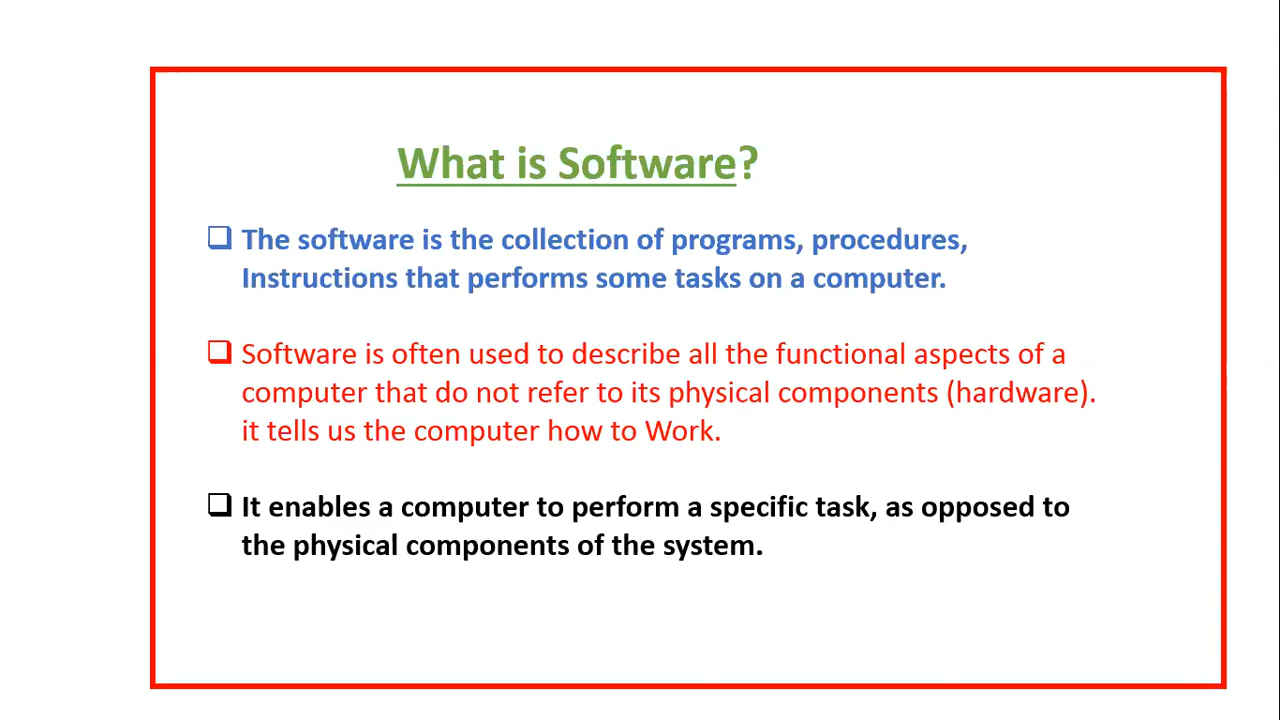 What is Software?
The software is the collection of programs, procedures,
Instructions that performs some tasks on a computer.
Software is often used to describe all the functional aspects of a
computer that do not refer to its physical components (hardware).
it tells us the computer how to Work.
It enables a computer to perform a specific task, as opposed to
the physical components of the system.